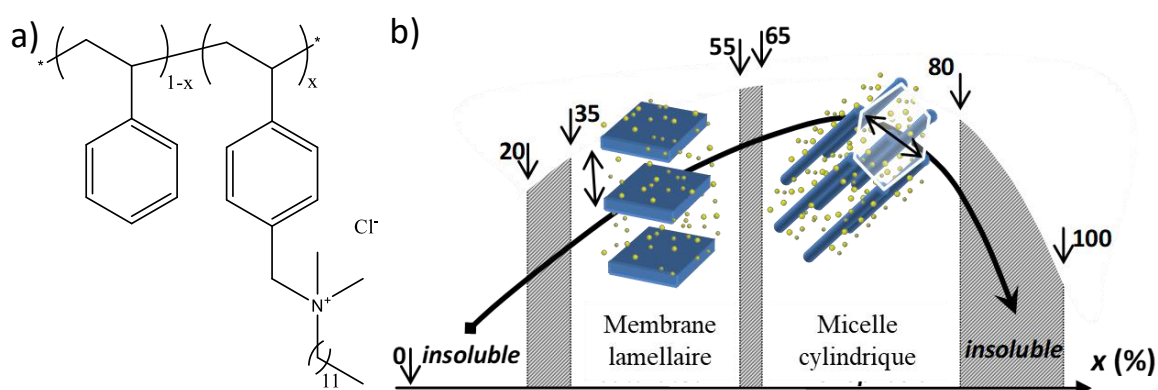 a)
*
*
1-x
x
Cl-
N+
11
b)
0
20
35
55
65
80
100
insoluble
Membrane
lamellaire
Micelle
cylindrique
insoluble
x (%)